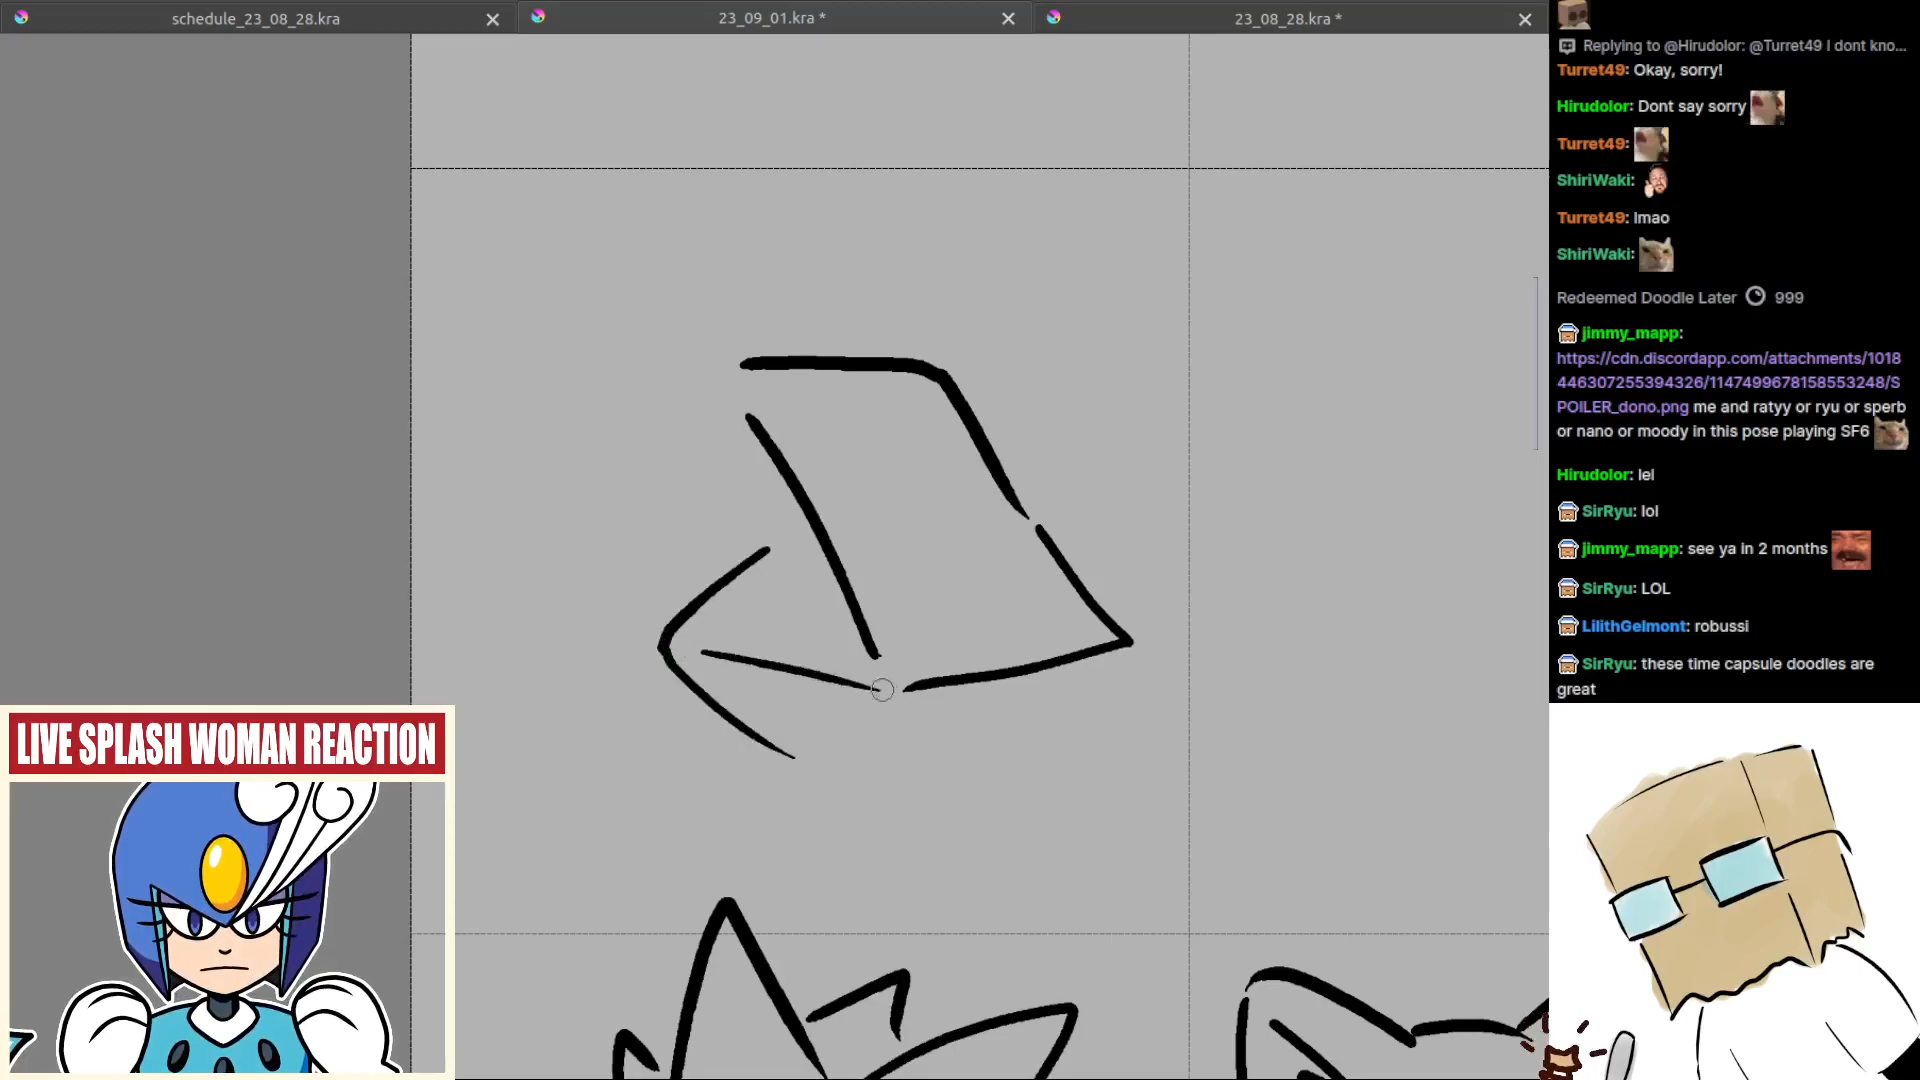 schedule_23_08_28.kra
23_09_01.kra *
23_08_28.kra *
Replying to @Hirudolor: @Turret49 I dont kno...
Turret49: Okay, sorry!
Hirudolor: Dont say sorry
Turret49:
ShiriWaki:
Turret49: lmao
ShiriWaki:
Redeemed Doodle Later 999
jimmy_mapp:
https://cdn.discordapp.com/attachments/1018
446307255394326/1147499678158553248/S
POILER_dono.png me and ratyy or ryu or sperb
or nano or moody in this pose playing SF6
Hirudolor: lel
SirRyu: lol
jimmy_mapp: see ya in 2 months
SirRyu: LOL
LilithGelmont: robussi
SirRyu: these time capsule doodles are
great
LIVE SPLASH WOMAN REACTION